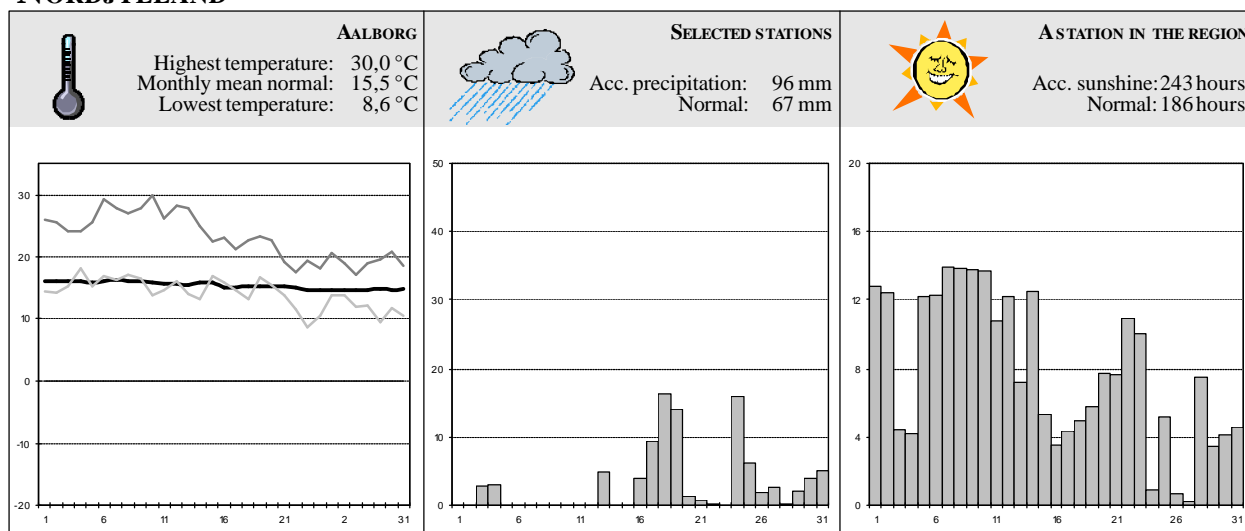 NORDJYLLAND
AALBORG
Highest temperature: 30,0 °C
Monthly mean normal: 15,5 °C
Lowest temperature: 8,6 °C
SELECTED STATIONS
Acc. precipitation: 96 mm
Normal: 67 mm
A STATION IN THE REGION
Acc. sunshine: 243 hours
Normal: 186 hours
30
20
10
0
-10
-20
1 6 11 16 21 2 31
50
40
30
20
10
0
1 6 11 16 21 26 31
20
16
12
8
4
0
1 6 11 16 21 26 31